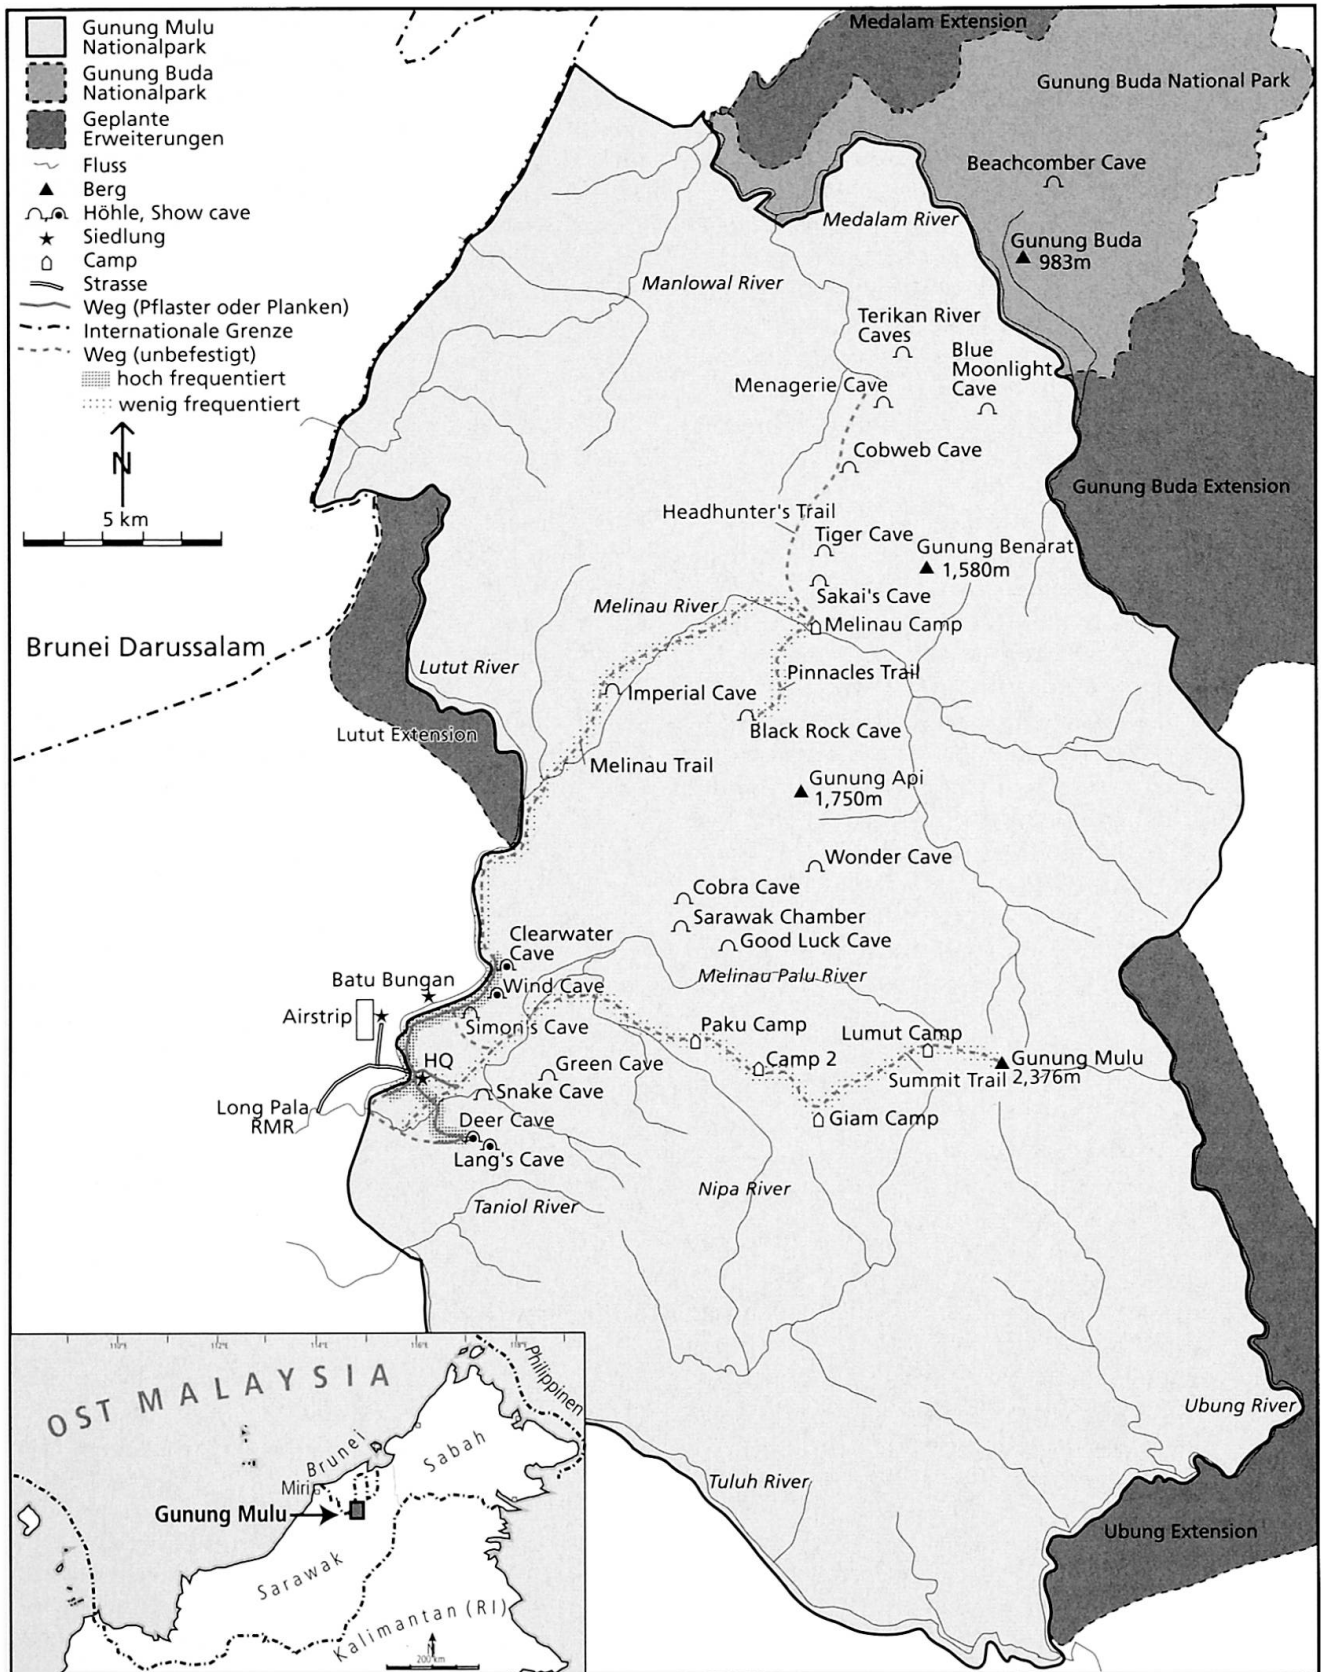 Gunung Mulu
Nationalpark
Gunung Buda
Nationalpark
Geplante
Erweiterungen
Fluss
Berg
Höhle, Show cave
Siedlung
Camp
Strasse
Weg (Pflaster oder Planken)
Internationale Grenze
Weg (unbefestigt)
hoch frequentiert
wenig frequentiert
N
5 km
Medalam Extension
Gunung Buda National Park
Beachcomber Cave
Medalam River
Gunung Buda
983m
Manlowal River
Terikan River
Caves
Blue
Moonlight
Cave
Menagerie Cave
Cobweb Cave
Gunung Buda Extension
Headhunter's Trail
Tiger Cave
Gunung Benarat
1,580m
Sakai's Cave
Melinau River
Melinau Camp
Brunei Darussalam
Lutut River
Pinnacles Trail
Imperial Cave
Black Rock Cave
Lutut Extension
Melinau Trail
Gunung Api
1,750m
Wonder Cave
Cobra Cave
Sarawak Chamber
Good Luck Cave
Clearwater
Cave
Melinau Palu River
Batu Bungan
Wind Cave
Airstrip
Simon's Cave
Paku Camp
Lumut Camp
HQ
Green Cave
Camp 2
Gunung Mulu
2,376m
Summit Trail
Snake Cave
Long Pala
RMR
Deer Cave
Giam Camp
Lang's Cave
Nipa River
Taniol River
Ubung River
Tuluh River
Ubung Extension
110°E
112°E
114°E
116°E
118°E
OST MALAYSIA
Philippinen
Brunei
Sabah
Miri
Gunung Mulu
Sarawak
Kalimantan (RI)
N
200 km